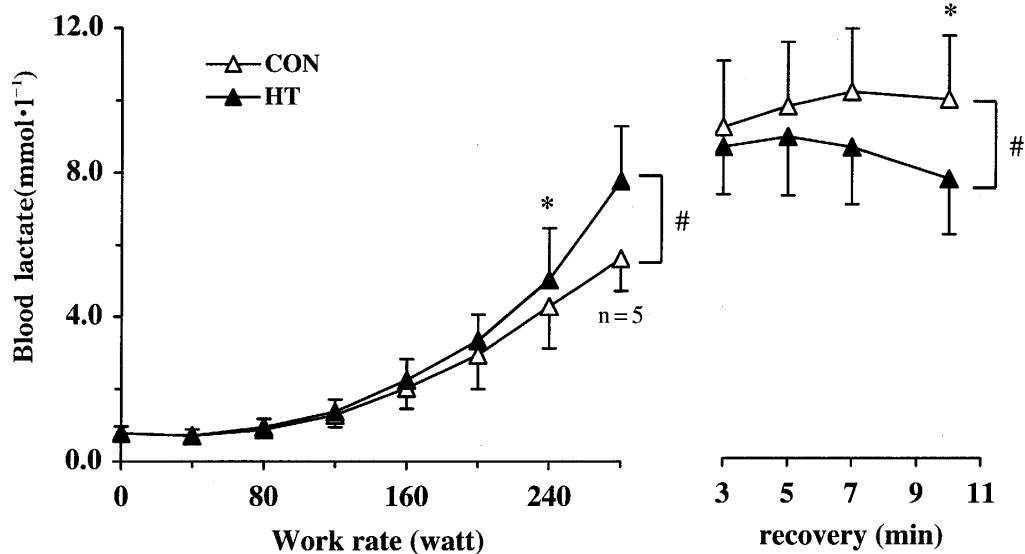 12.0
8.0
4.0
0.0
Blood lactate(mmol·l⁻¹)
CON
HT
*
#
n=5
0 80 160 240
Work rate (watt)
*
#
3 5 7 9 11
recovery (min)